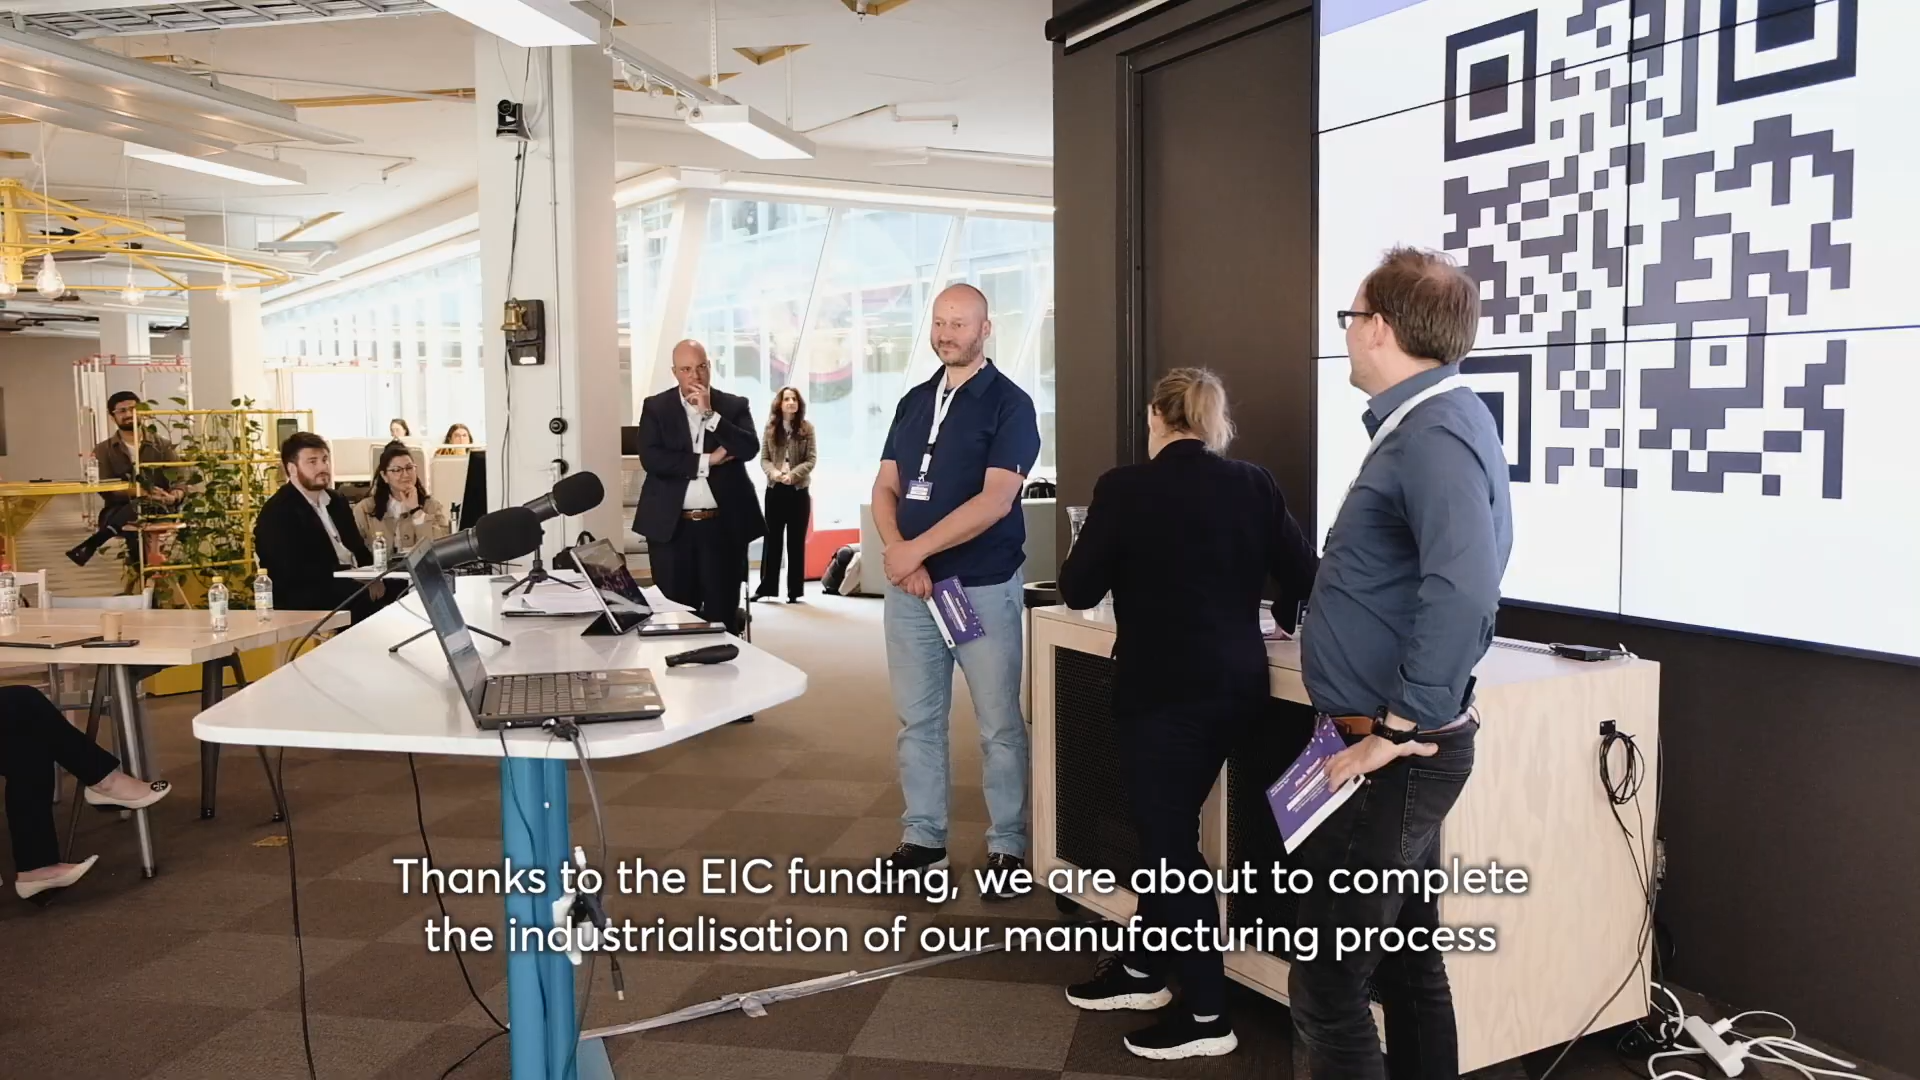 Thanks to the EIC funding, we are about to complete
the industrialisation of our manufacturing process